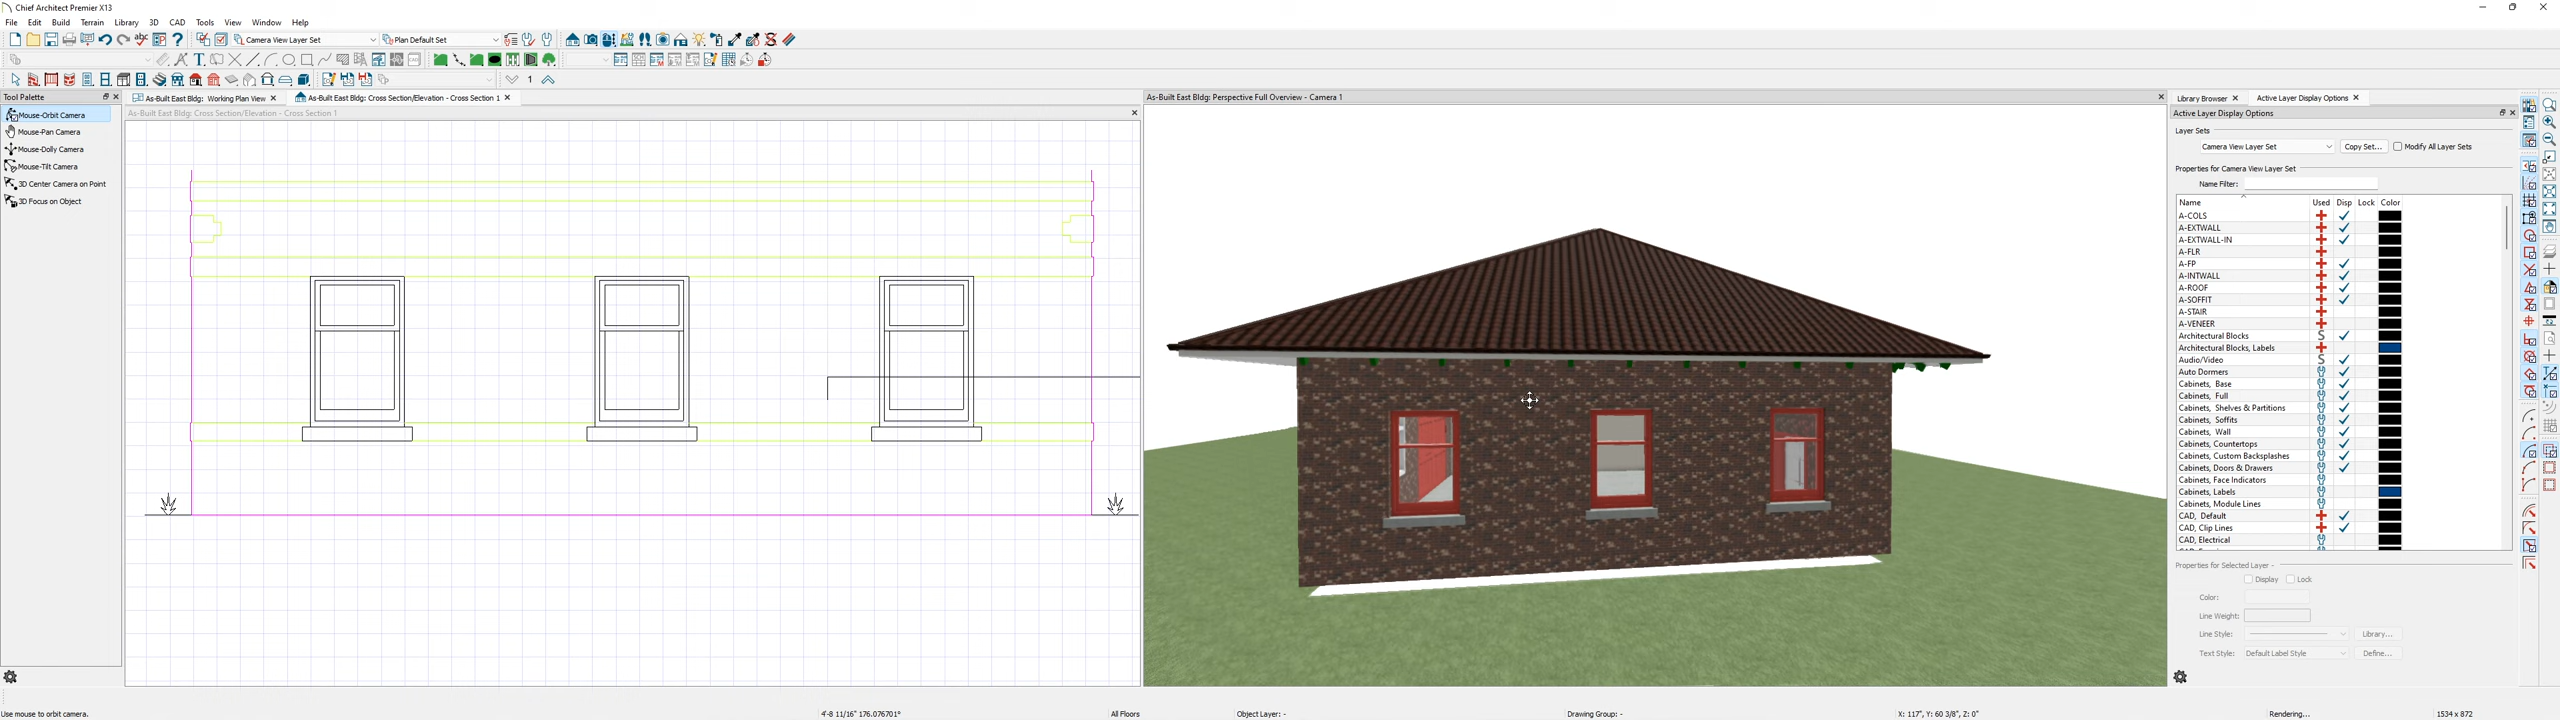 Chief Architect Premier X13
File Edit Build Terrain Library 3D CAD Tools View Window Help
Camera View Layer Set Plan Default Set
1
Tool Palette
As-Built East Bldg: Working Plan View
As-Built East Bldg: Cross Section/Elevation - Cross Section 1
As-Built East Bldg: Perspective Full Overview - Camera 1
Library Browser
Active Layer Display Options
As-Built East Bldg: Cross Section/Elevation - Cross Section 1
Active Layer Display Options
Mouse-Orbit Camera
Mouse-Pan Camera
Mouse-Dolly Camera
Mouse-Tilt Camera
3D Center Camera on Point
3D Focus on Object
Layer Sets
Camera View Layer Set Copy Set... Modify All Layer Sets
Properties for Camera View Layer Set
Name Filter:
Name Used Disp Lock Color
A-COLS
A-EXTWALL
A-EXTWALL-IN
A-FLR
A-FP
A-INTWALL
A-ROOF
A-SOFFIT
A-STAIR
A-VENEER
Architectural Blocks S
Architectural Blocks, Labels
Audio/Video S
Auto Dormers
Cabinets, Base
Cabinets, Full
Cabinets, Shelves & Partitions
Cabinets, Soffits
Cabinets, Wall
Cabinets, Countertops
Cabinets, Custom Backsplashes
Cabinets, Doors & Drawers
Cabinets, Face Indicators
Cabinets, Labels
Cabinets, Module Lines
CAD, Default
CAD, Clip Lines
CAD, Electrical
Properties for Selected Layer -
Display Lock
Color:
Line Weight:
Line Style: Library...
Text Style: Default Label Style Define...
Use mouse to orbit camera. 4'-8 11/16" 176.076701° All Floors Object Layer: - Drawing Group: - X: 117", Y: 60 3/8", Z: 0" Rendering... 1534 x 872